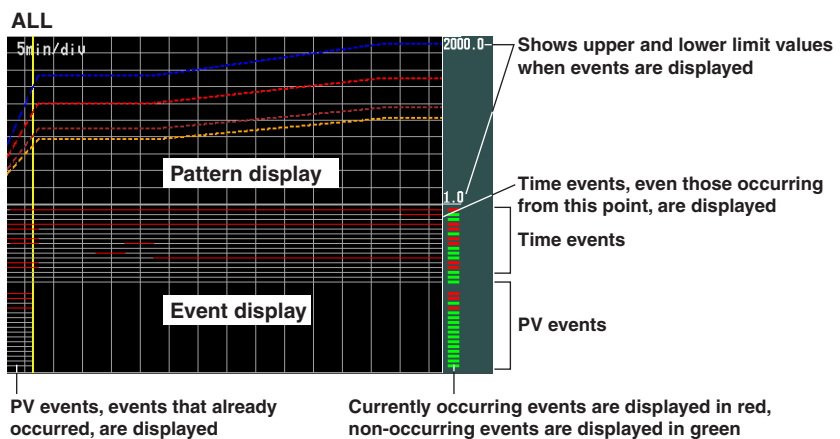 ALL
5min/div
2000.0-
Shows upper and lower limit values
when events are displayed
Pattern display
1.0
Time events, even those occurring
from this point, are displayed
Time events
Event display
PV events
PV events, events that already
occurred, are displayed
Currently occurring events are displayed in red,
non-occurring events are displayed in green